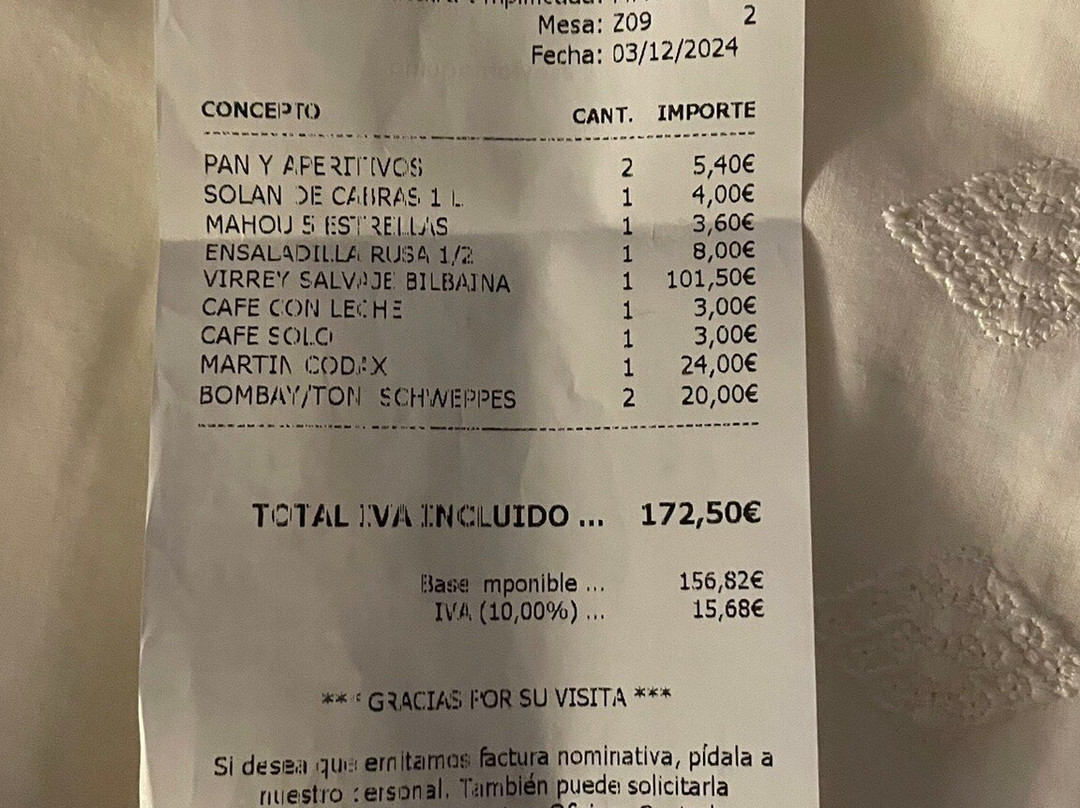 Mesa: Z09 2
Fecha: 03/12/2024
CONCEPTO CANT. IMPORTE
PAN Y APERITIVOS 2 5,40€
SOLAN DE CABRAS 1 L 1 4,00€
MAHOU 5 ESTRELLAS 1 3,60€
ENSALADILLA RUSA 1/2 1 8,00€
VIRREY SALVAJE BILBAINA 1 101,50€
CAFE CON LECHE 1 3,00€
CAFE SOLO 1 3,00€
MARTIN CODAX 1 24,00€
BOMBAY/TON SCHWEPPES 2 20,00€
TOTAL IVA INCLUIDO ... 172,50€
Base mponible ... 156,82€
IVA (10,00%) ... 15,68€
*** GRACIAS POR SU VISITA ***
Si desea que emitamos factura nominativa, pídala a
nuestro personal. También puede solicitarla